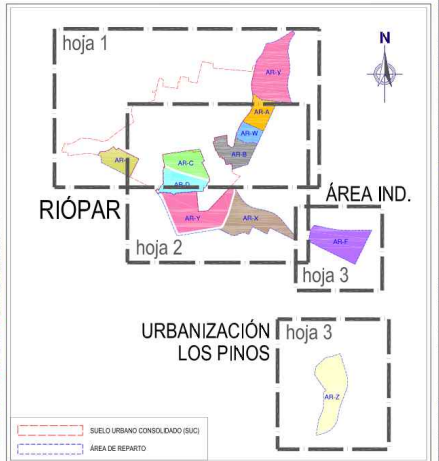 hoja 1
N
AR-V
AR-A
AR-W
AR-B
AR-C
AR-D
RIÓPAR
AR-Y
AR-X
hoja 2
ÁREA IND.
AR-F
hoja 3
URBANIZACIÓN
LOS PINOS
hoja 3
AR-Z
SUELO URBANO CONSOLIDADO (SUC)
ÁREA DE REPARTO